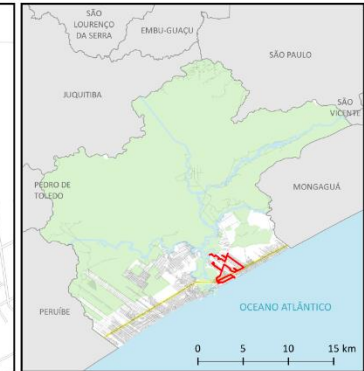 SÃO
LOURENÇO
DA SERRA
EMBU-GUAÇU
SÃO PAULO
JUQUITIBA
SÃO
VICENTE
PEDRO DE
TOLEDO
MONGAGUÁ
PERUÍBE
OCEANO ATLÂNTICO
0 5 10 15 km